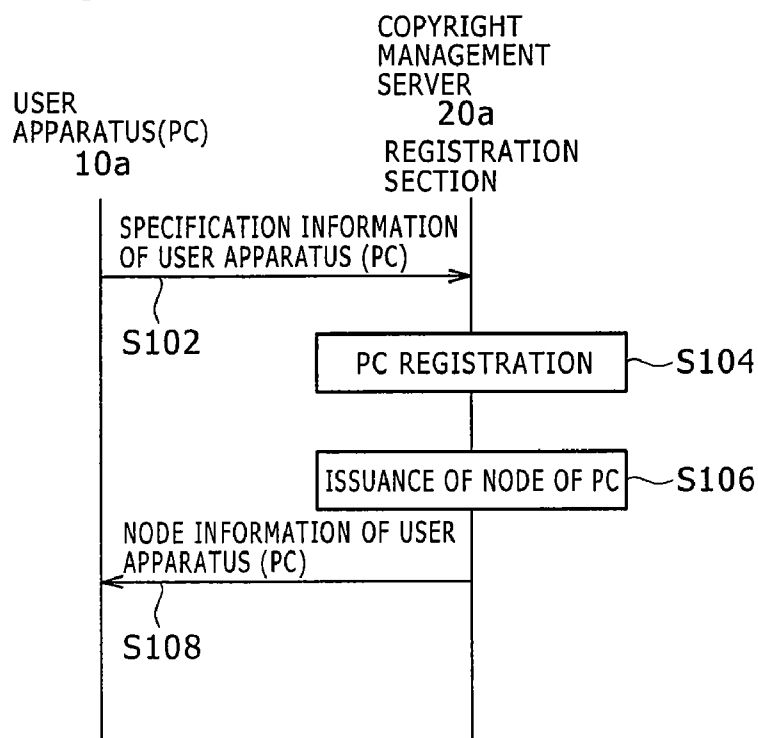 COPYRIGHT
MANAGEMENT
SERVER
20a
REGISTRATION
SECTION
USER
APPARATUS(PC)
10a
SPECIFICATION INFORMATION
OF USER APPARATUS (PC)
S102
PC REGISTRATION
S104
ISSUANCE OF NODE OF PC
S106
NODE INFORMATION OF USER
APPARATUS (PC)
S108